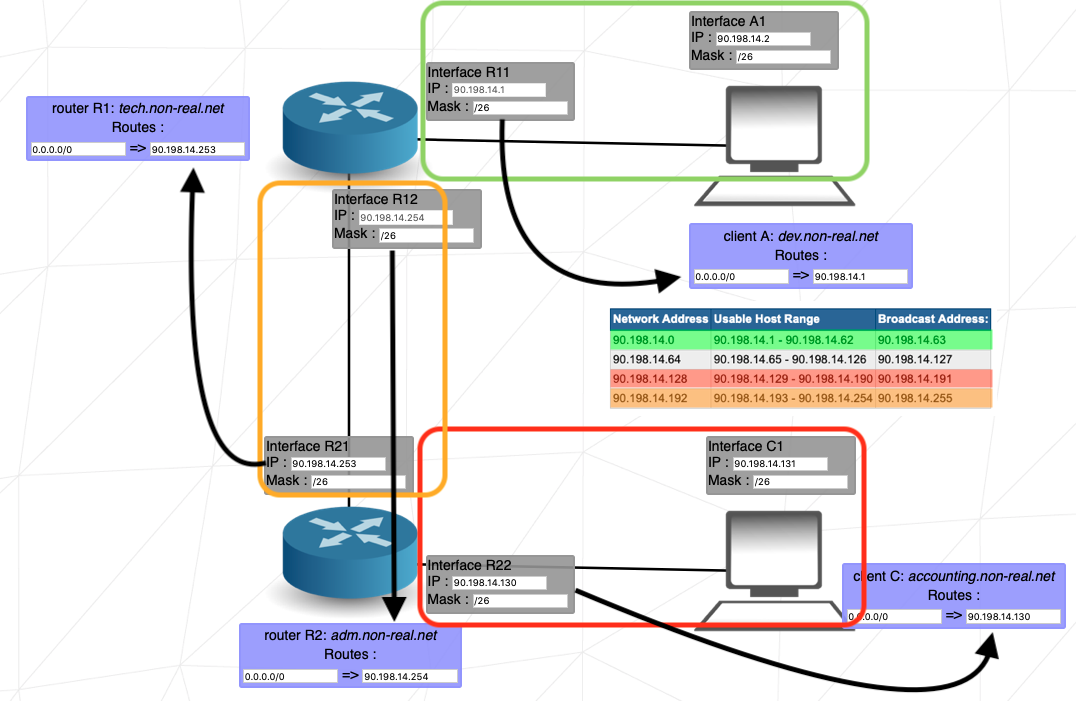 Interface A1
IP : 90.198.14.2
Mask : /26
Interface R11
IP : 90.198.14.1
Mask : /26
router R1: tech.non-real.net
Routes :
0.0.0.0/0 => 90.198.14.253
Interface R12
IP : 90.198.14.254
Mask : /26
client A: dev.non-real.net
Routes :
0.0.0.0/0 => 90.198.14.1
Network Address Usable Host Range Broadcast Address:
90.198.14.0 90.198.14.1 - 90.198.14.62 90.198.14.63
90.198.14.64 90.198.14.65 - 90.198.14.126 90.198.14.127
90.198.14.128 90.198.14.129 - 90.198.14.190 90.198.14.191
90.198.14.192 90.198.14.193 - 90.198.14.254 90.198.14.255
Interface R21
IP : 90.198.14.253
Mask : /26
Interface C1
IP : 90.198.14.131
Mask : /26
Interface R22
IP : 90.198.14.130
Mask : /26
client C: accounting.non-real.net
Routes :
0.0.0.0/0 => 90.198.14.130
router R2: adm.non-real.net
Routes :
0.0.0.0/0 => 90.198.14.254